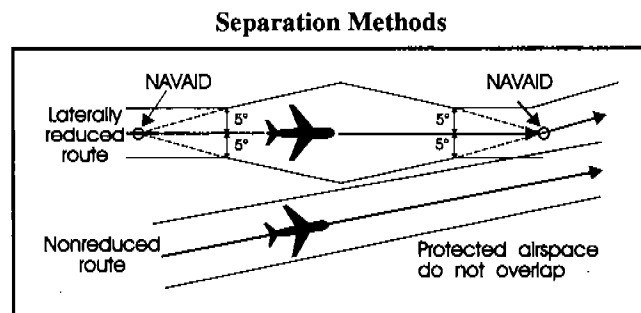 Separation Methods
NAVAID
NAVAID
Laterally
reduced
route
5°
5°
5°
5°
Nonreduced
route
Protected airspace
do not overlap